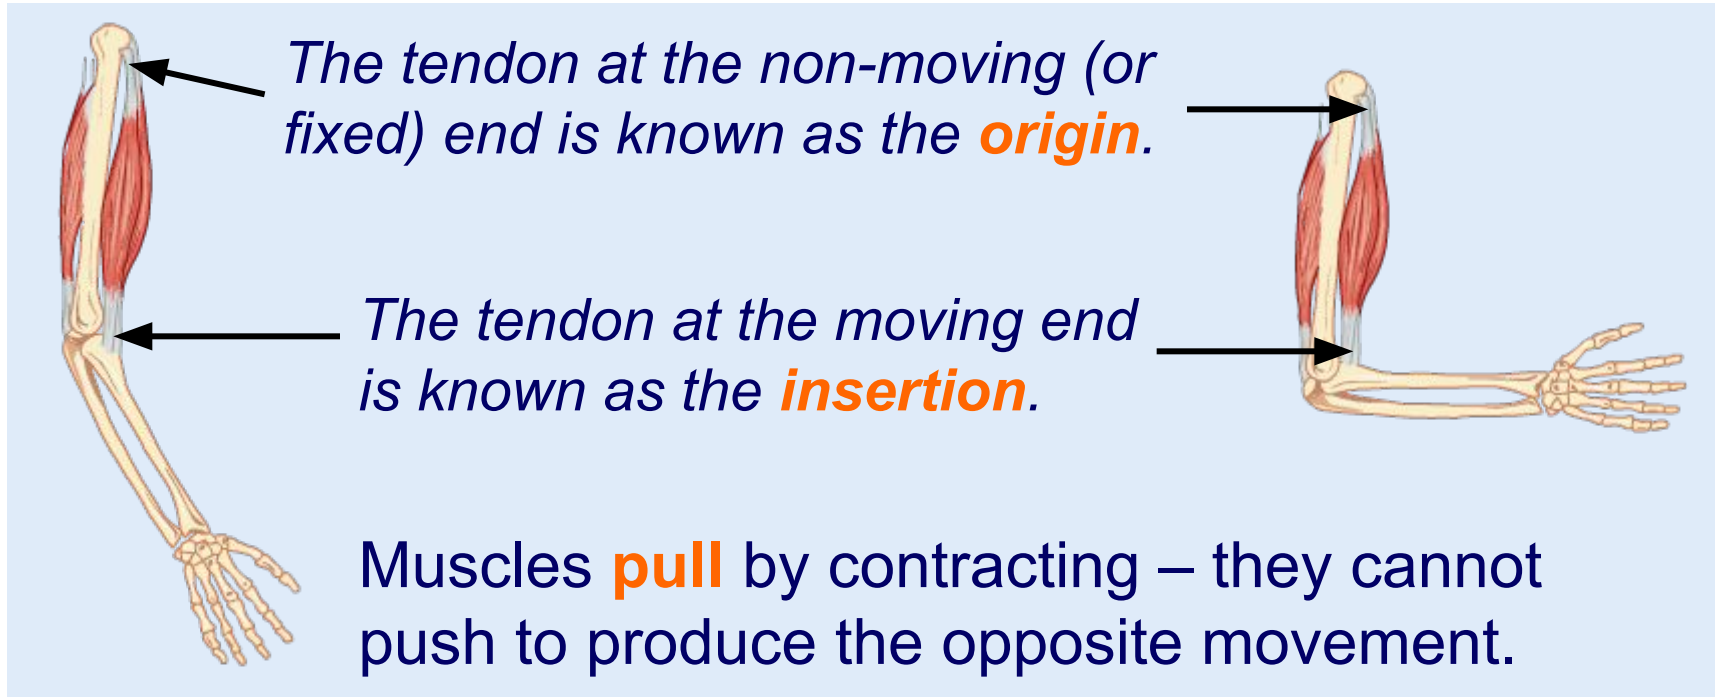 The tendon at the non-moving (or
fixed) end is known as the origin.
The tendon at the moving end
is known as the insertion.
Muscles pull by contracting – they cannot
push to produce the opposite movement.